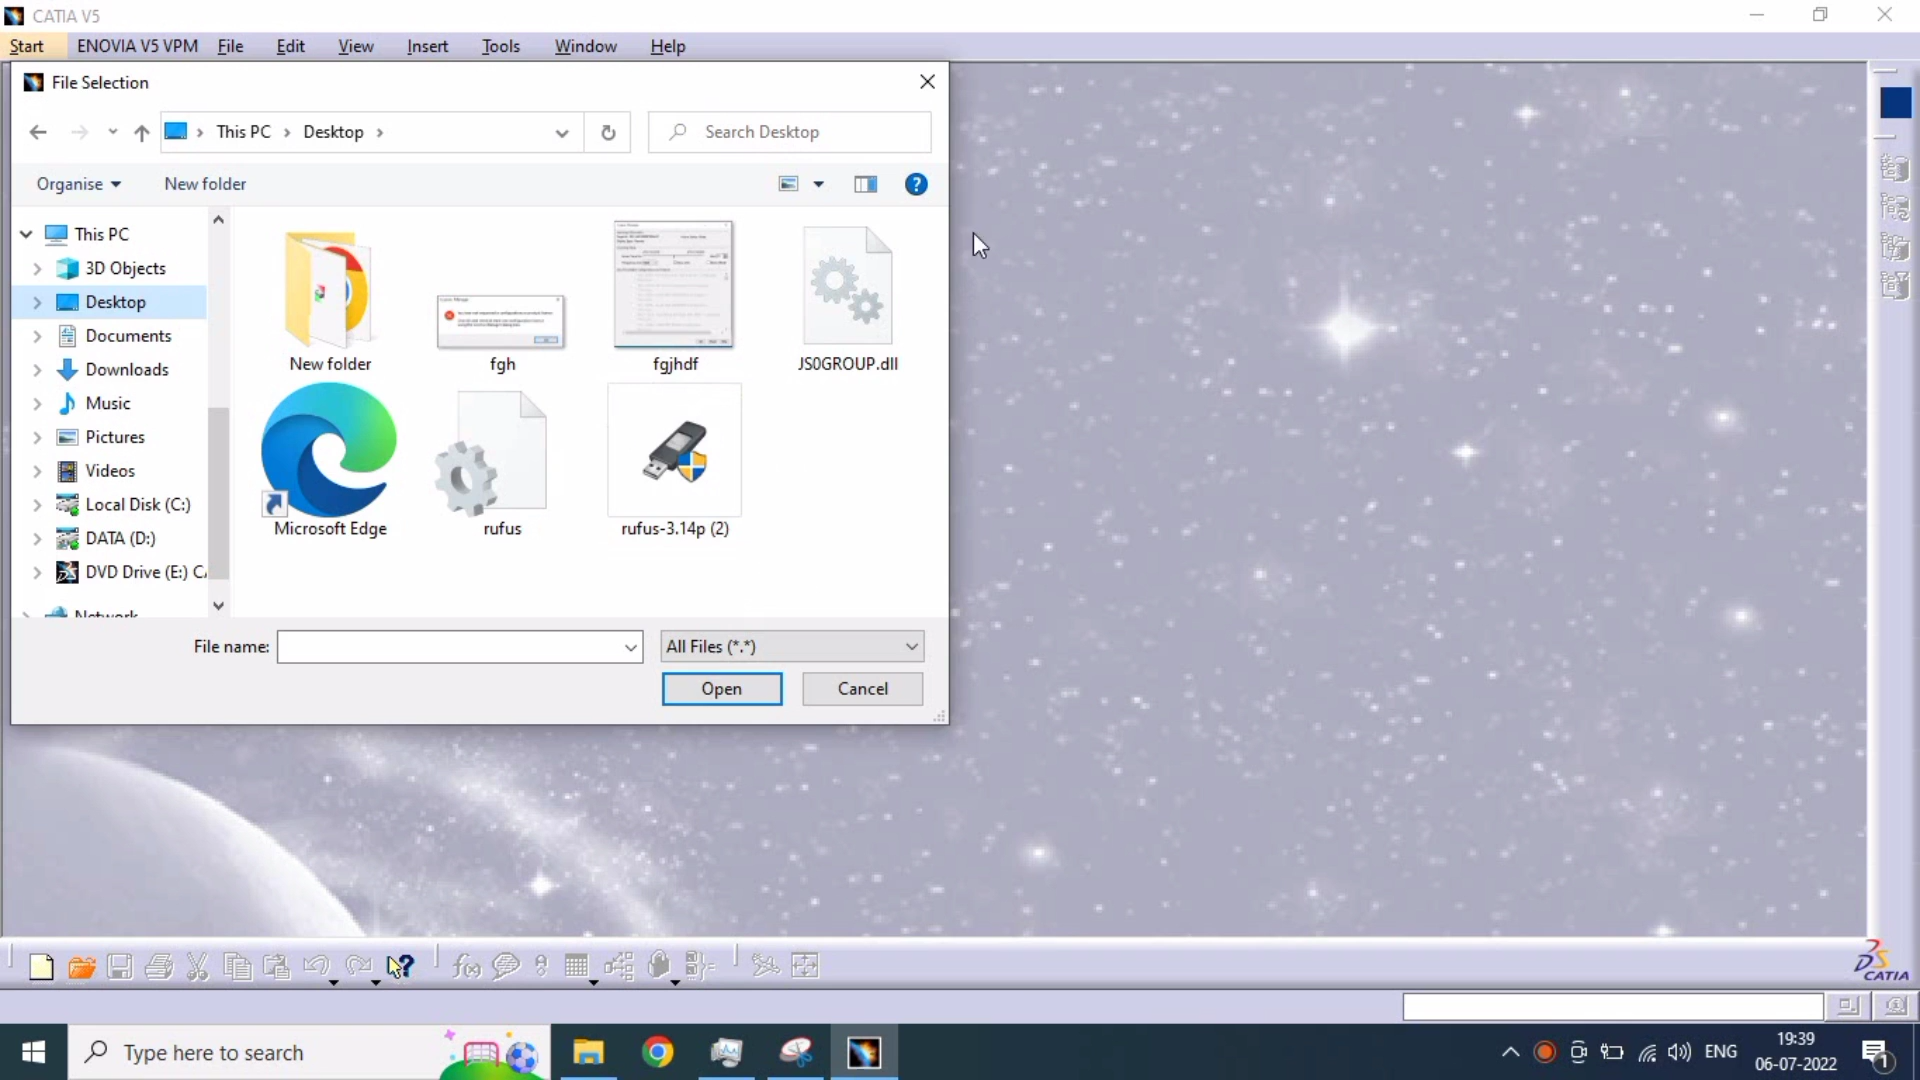 CATIA V5
Start ENOVIA V5 VPM File Edit View Insert Tools Window Help
File Selection
This PC Desktop Search Desktop
Organise New folder
This PC
3D Objects
Desktop
Documents
Downloads
Music
Pictures
Videos
Local Disk (C:)
DATA (D:)
DVD Drive (E:) CA
Network
New folder fgh fgjhdf JS0GROUP.dll
Microsoft Edge rufus rufus-3.14p (2)
File name: All Files (*.*)
Open Cancel
CATIA
Type here to search
ENG
19:39
06-07-2022
1